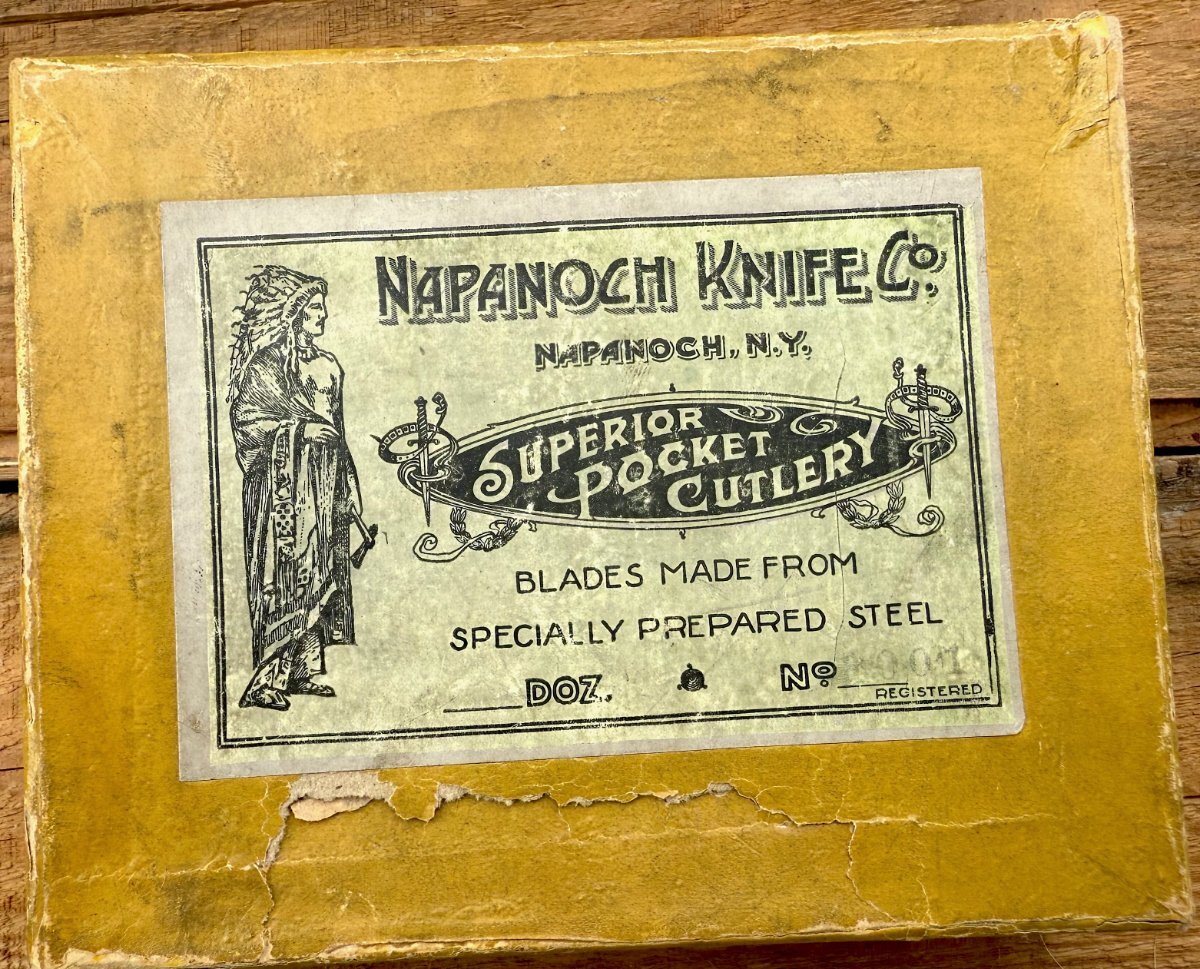 NAPANOCH KNIFE Co.
NAPANOCH, N.Y.
SUPERIOR
POCKET
CUTLERY
BLADES MADE FROM
SPECIALLY PREPARED STEEL
DOZ. No
REGISTERED